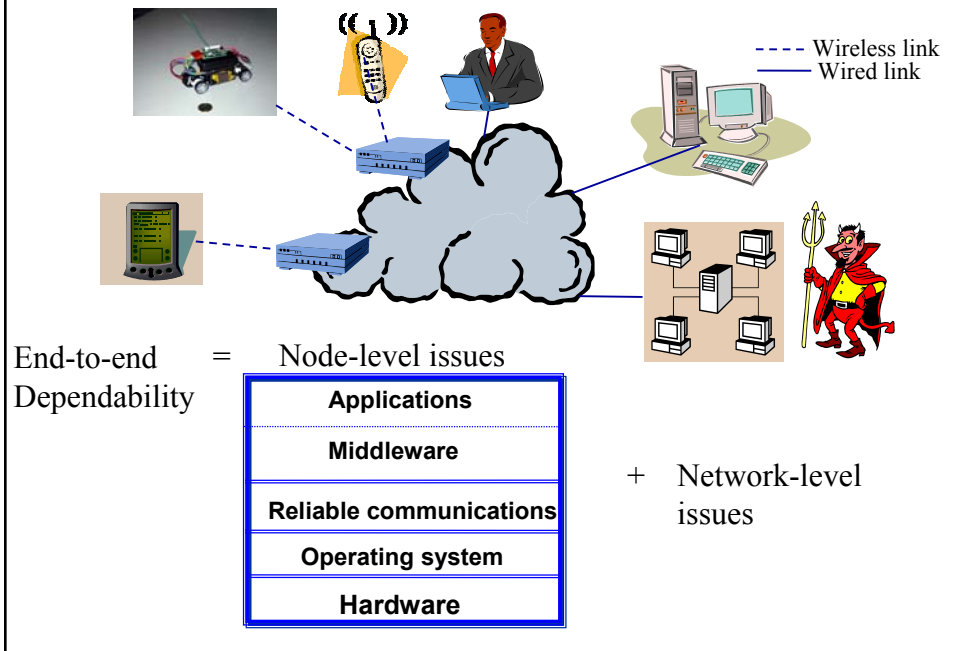 Wireless link
Wired link
End-to-end = Node-level issues
Dependability
Applications
Middleware
+ Network-level
issues
Reliable communications
Operating system
Hardware